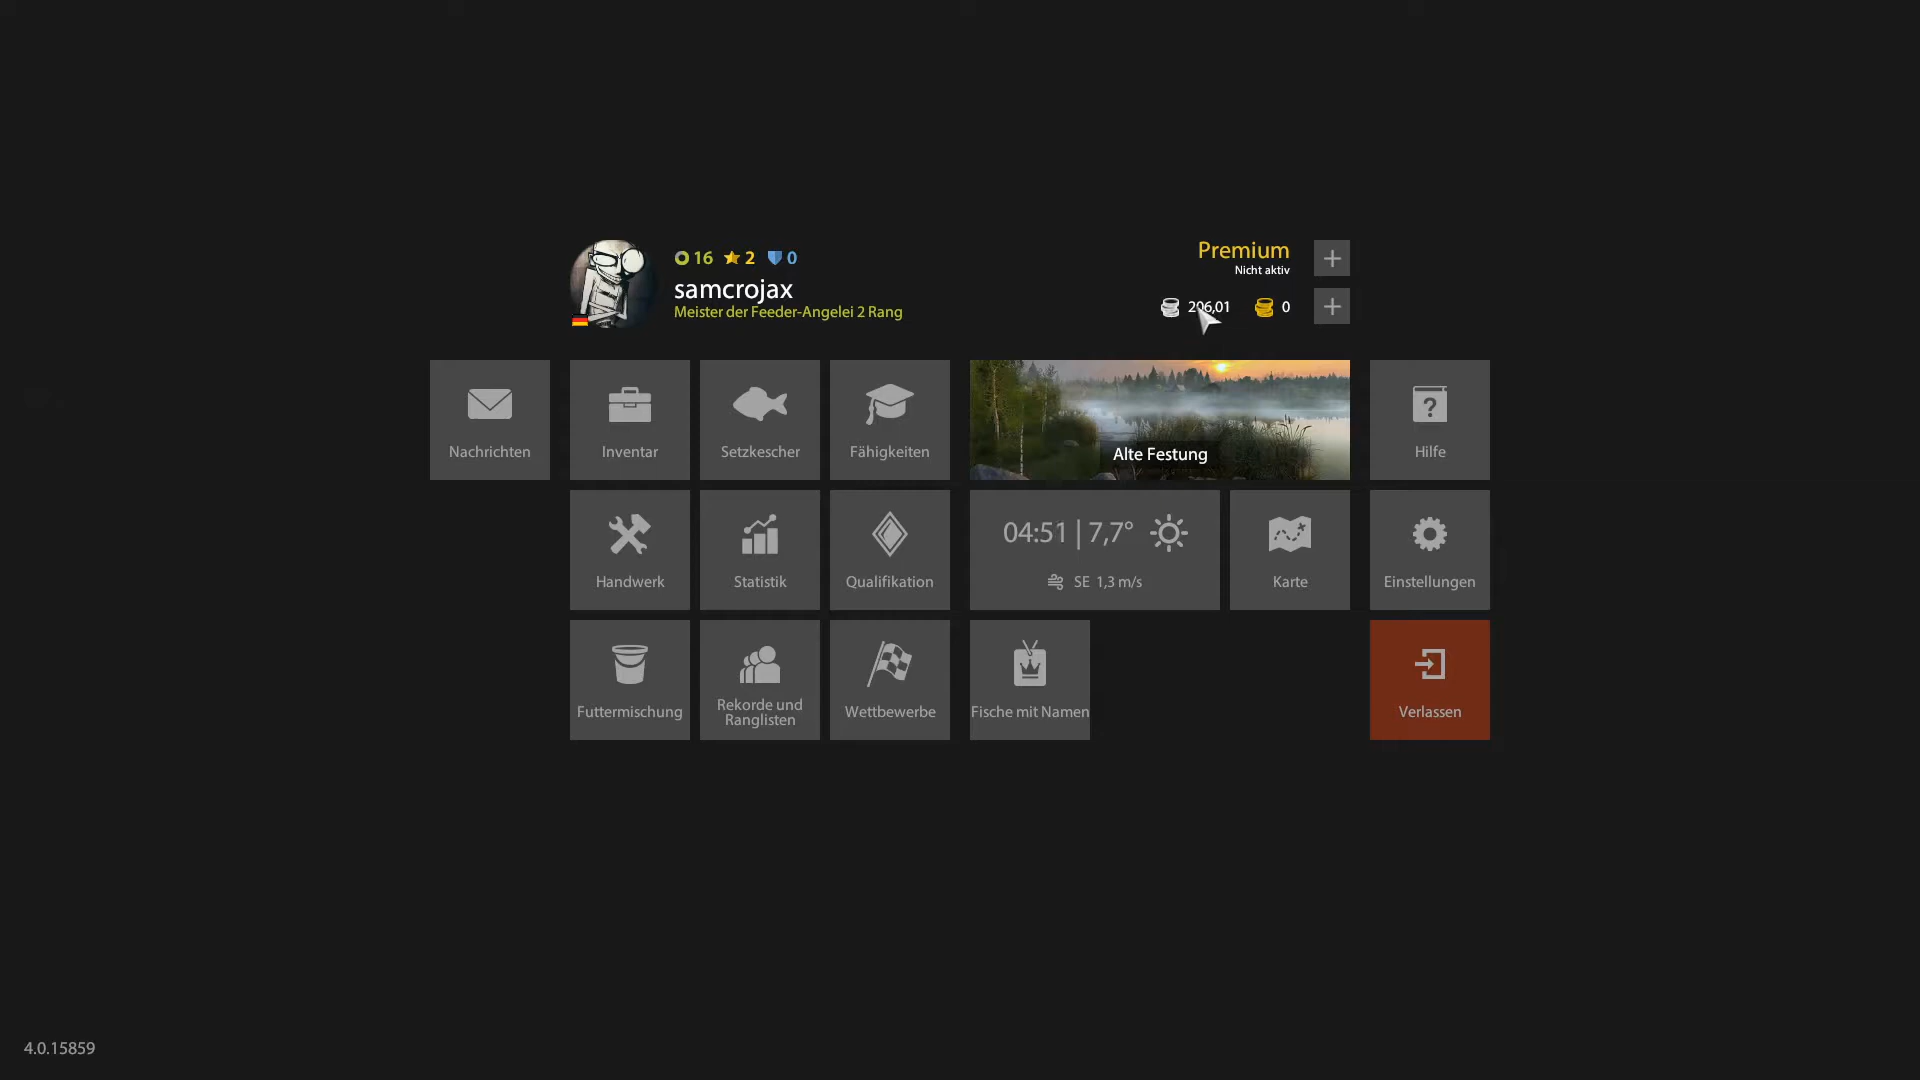 16 2 0
samcrojax
Meister der Feeder-Angelei 2 Rang
Premium
Nicht aktiv
206,01 0
Nachrichten
Inventar
Setzkescher
Fähigkeiten
Alte Festung
Hilfe
Handwerk
Statistik
Qualifikation
04:51 | 7,7°
SE 1,3 m/s
Karte
Einstellungen
Futtermischung
Rekorde und
Ranglisten
Wettbewerbe
Fische mit Namen
Verlassen
4.0.15859